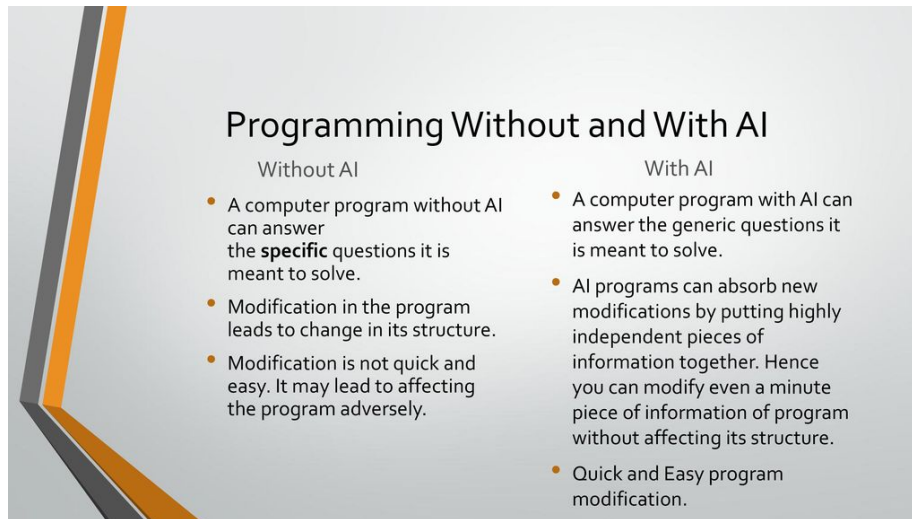 Programming Without and With AI
Without AI
• A computer program without AI
can answer
the specific questions it is
meant to solve.
• Modification in the program
leads to change in its structure.
• Modification is not quick and
easy. It may lead to affecting
the program adversely.
With AI
• A computer program with AI can
answer the generic questions it
is meant to solve.
• AI programs can absorb new
modifications by putting highly
independent pieces of
information together. Hence
you can modify even a minute
piece of information of program
without affecting its structure.
• Quick and Easy program
modification.